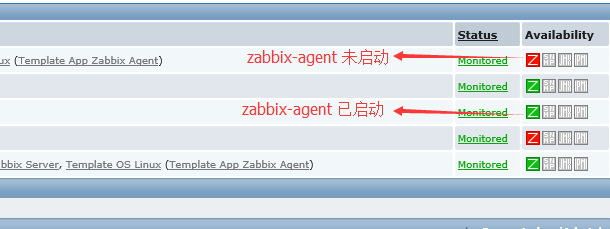 Status Availability
ux (Template App Zabbix Agent) zabbix-agent 未启动 Monitored Z
Monitored Z
zabbix-agent 已启动 Monitored Z
Monitored Z
bbix Server, Template OS Linux (Template App Zabbix Agent) Monitored Z